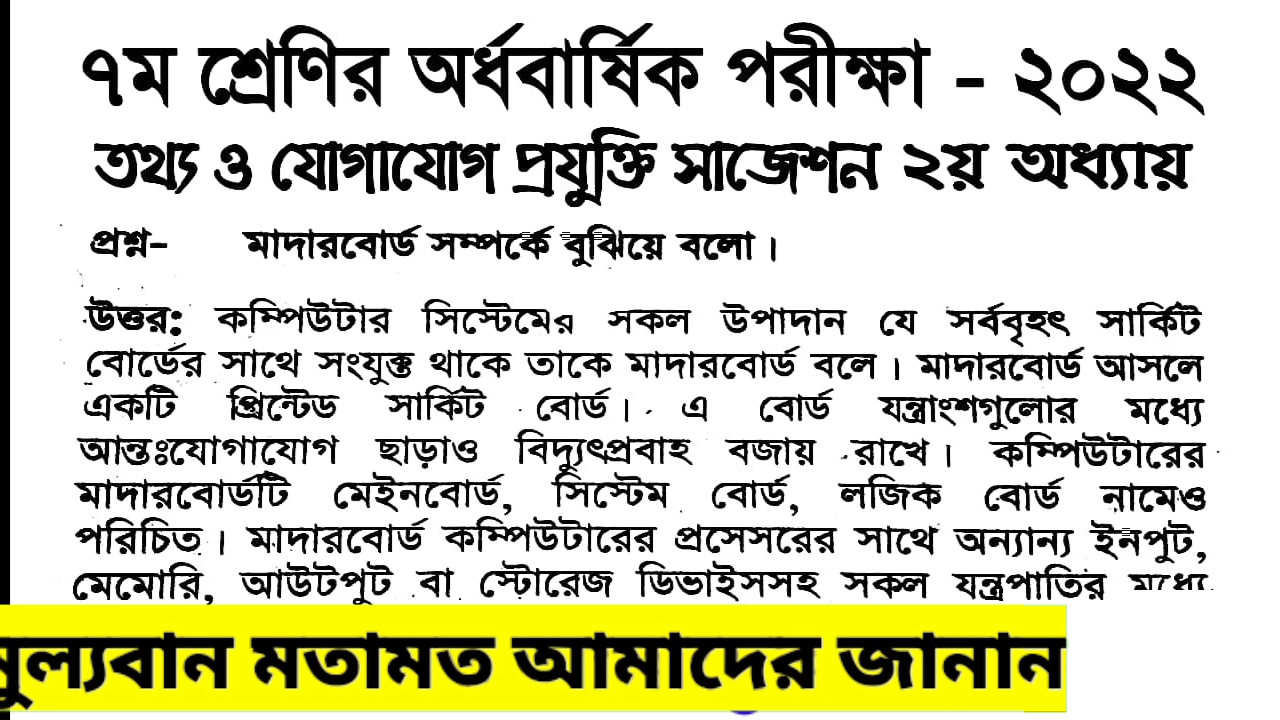 ৭ম শ্রেণির অর্ধবার্ষিক পরীক্ষা - ২০২২
তথ্য ও যোগাযোগ প্রযুক্তি সাজেশন ২য় অধ্যায়
প্রশ্ন- মাদারবোর্ড সম্পর্কে বুঝিয়ে বলো।
উত্তর: কম্পিউটার সিস্টেমের সকল উপাদান যে সর্ববৃহৎ সার্কিট
বোর্ডের সাথে সংযুক্ত থাকে তাকে মাদারবোর্ড বলে। মাদারবোর্ড আসলে
একটি প্রিন্টেড সার্কিট বোর্ড। এ বোর্ড যন্ত্রাংশগুলোর মধ্যে
আন্তঃযোগাযোগ ছাড়াও বিদ্যুৎপ্রবাহ বজায় রাখে। কম্পিউটারের
মাদারবোর্ডটি মেইনবোর্ড, সিস্টেম বোর্ড, লজিক বোর্ড নামেও
পরিচিত। মাদারবোর্ড কম্পিউটারের প্রসেসরের সাথে অন্যান্য ইনপুট,
মেমোরি, আউটপুট বা স্টোরেজ ডিভাইসসহ সকল যন্ত্রপাতির মধ্যে
মুল্যবান মতামত আমাদের জানান